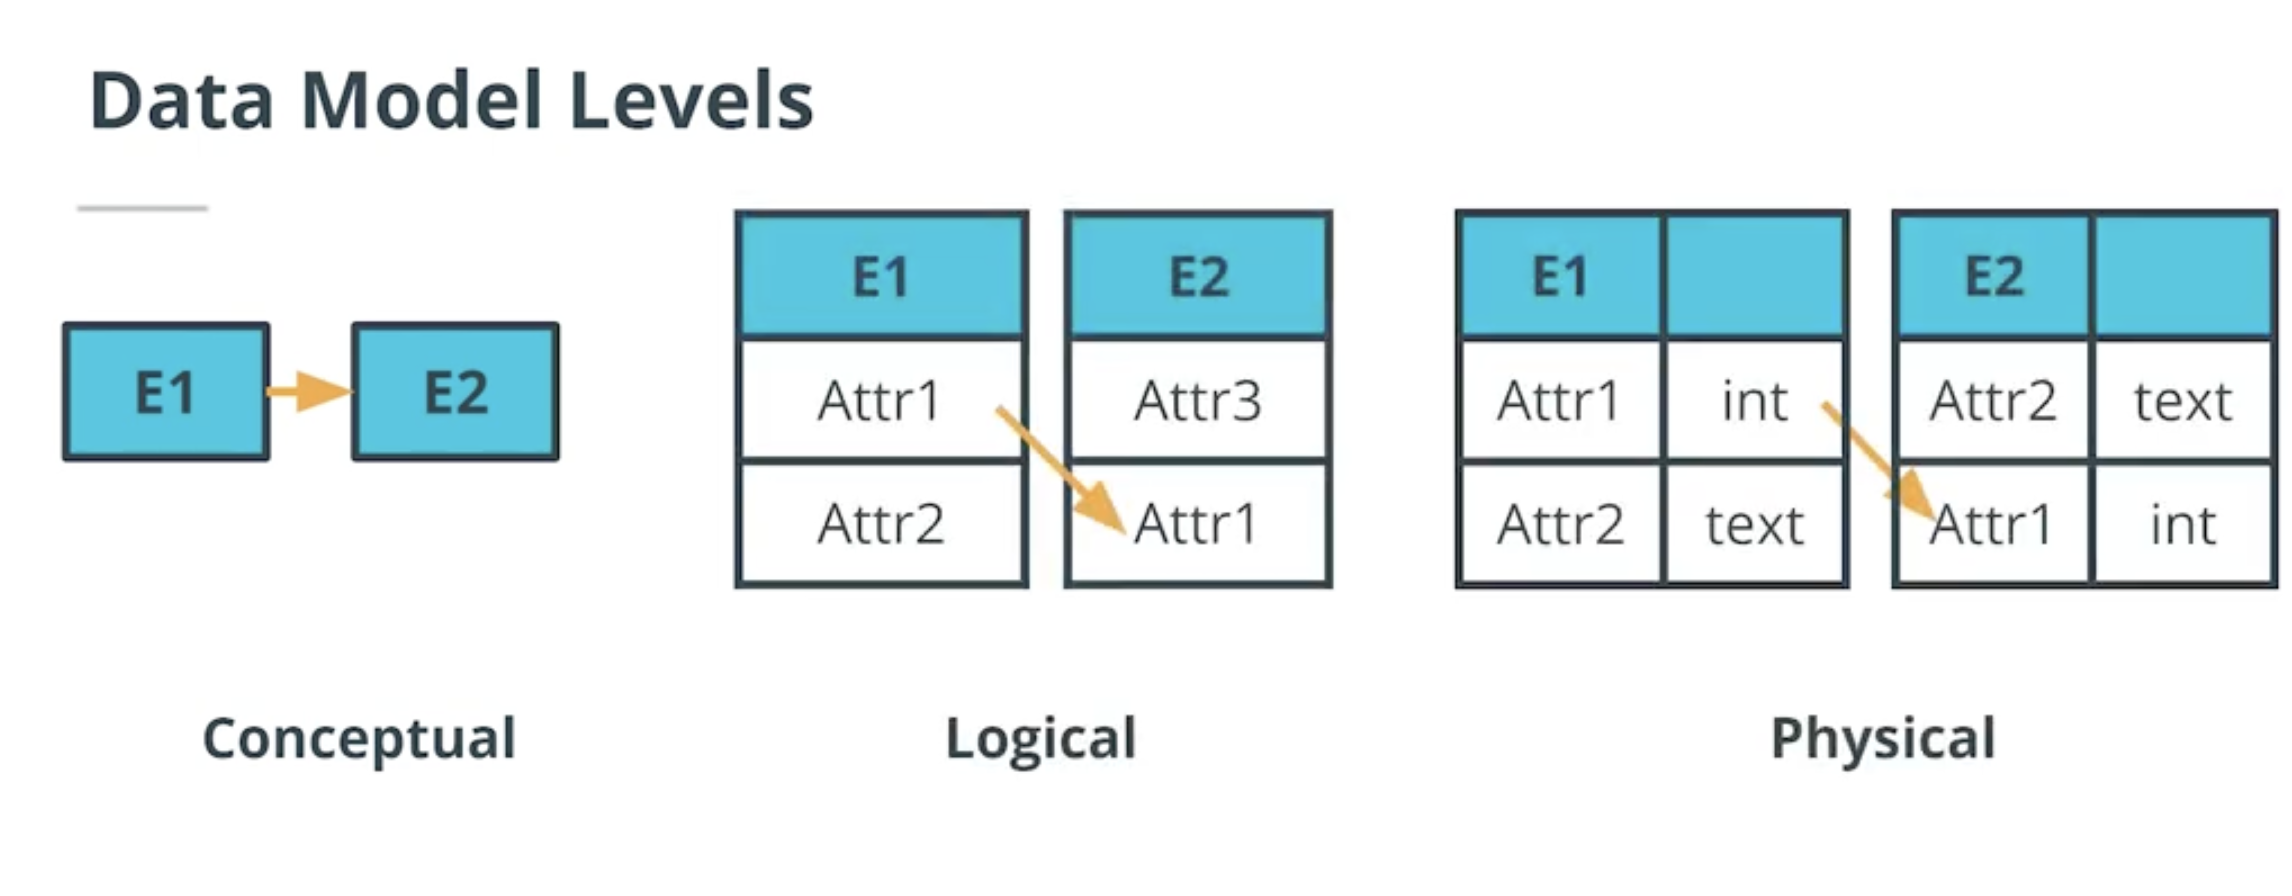 Data Model Levels
E1 E2
E1 E2
Attr1 Attr3
Attr2 Attr1
E1 E2
Attr1 int Attr2 text
Attr2 text Attr1 int
Conceptual Logical Physical